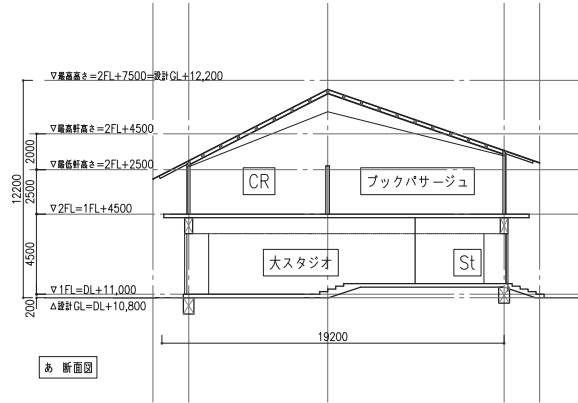 ▽最高高さ=2FL+7500=設計GL+12,200
▽最高軒高さ=2FL+4500
2000
▽最低軒高さ=2FL+2500
CR
ブックパサージュ
12200
2500
▽2FL=1FL+4500
4500
大スタジオ
St
▽1FL=DL+11,000
200
△設計GL=DL+10,800
19200
あ 断面図